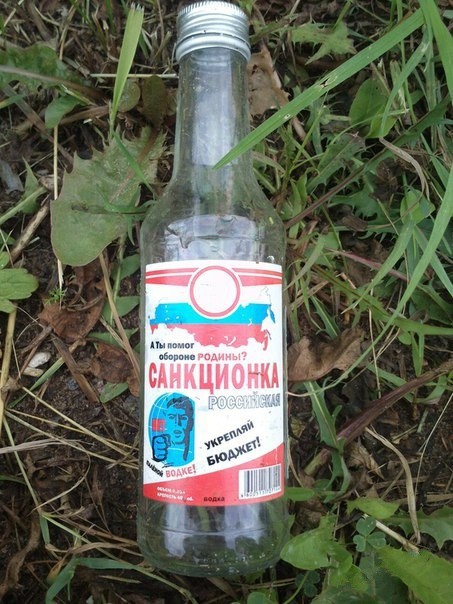 А Ты помог
обороне РОДИНЫ?
САНКЦИОНКА
РОССИЙСКАЯ
УКРЕПЛЯЙ
БЮДЖЕТ!
ВОДКЕ!
водка